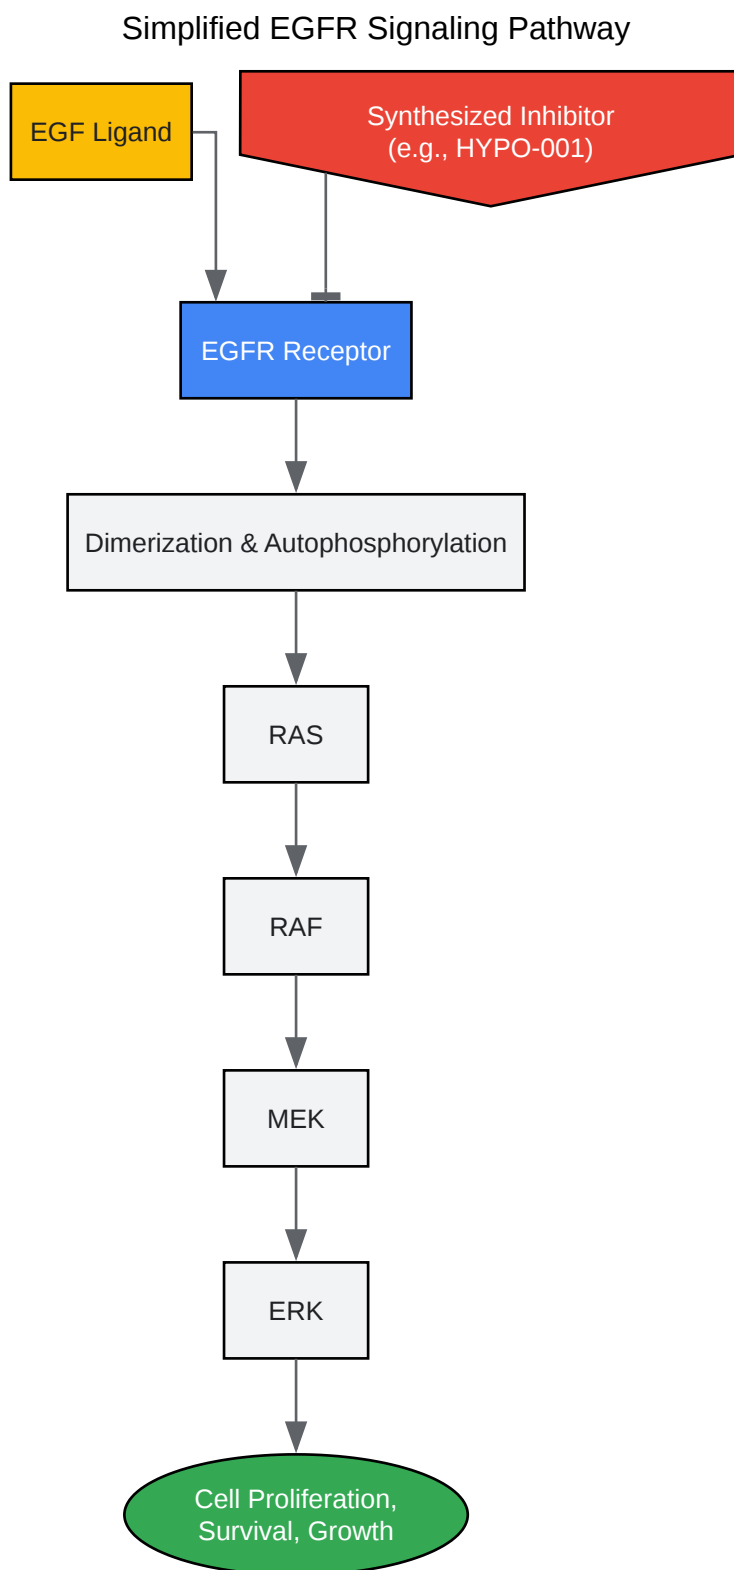 Simplified EGFR Signaling Pathway
EGF Ligand
Synthesized Inhibitor
(e.g., HYPO-001)
EGFR Receptor
Dimerization & Autophosphorylation
RAS
RAF
MEK
ERK
Cell Proliferation,
Survival, Growth